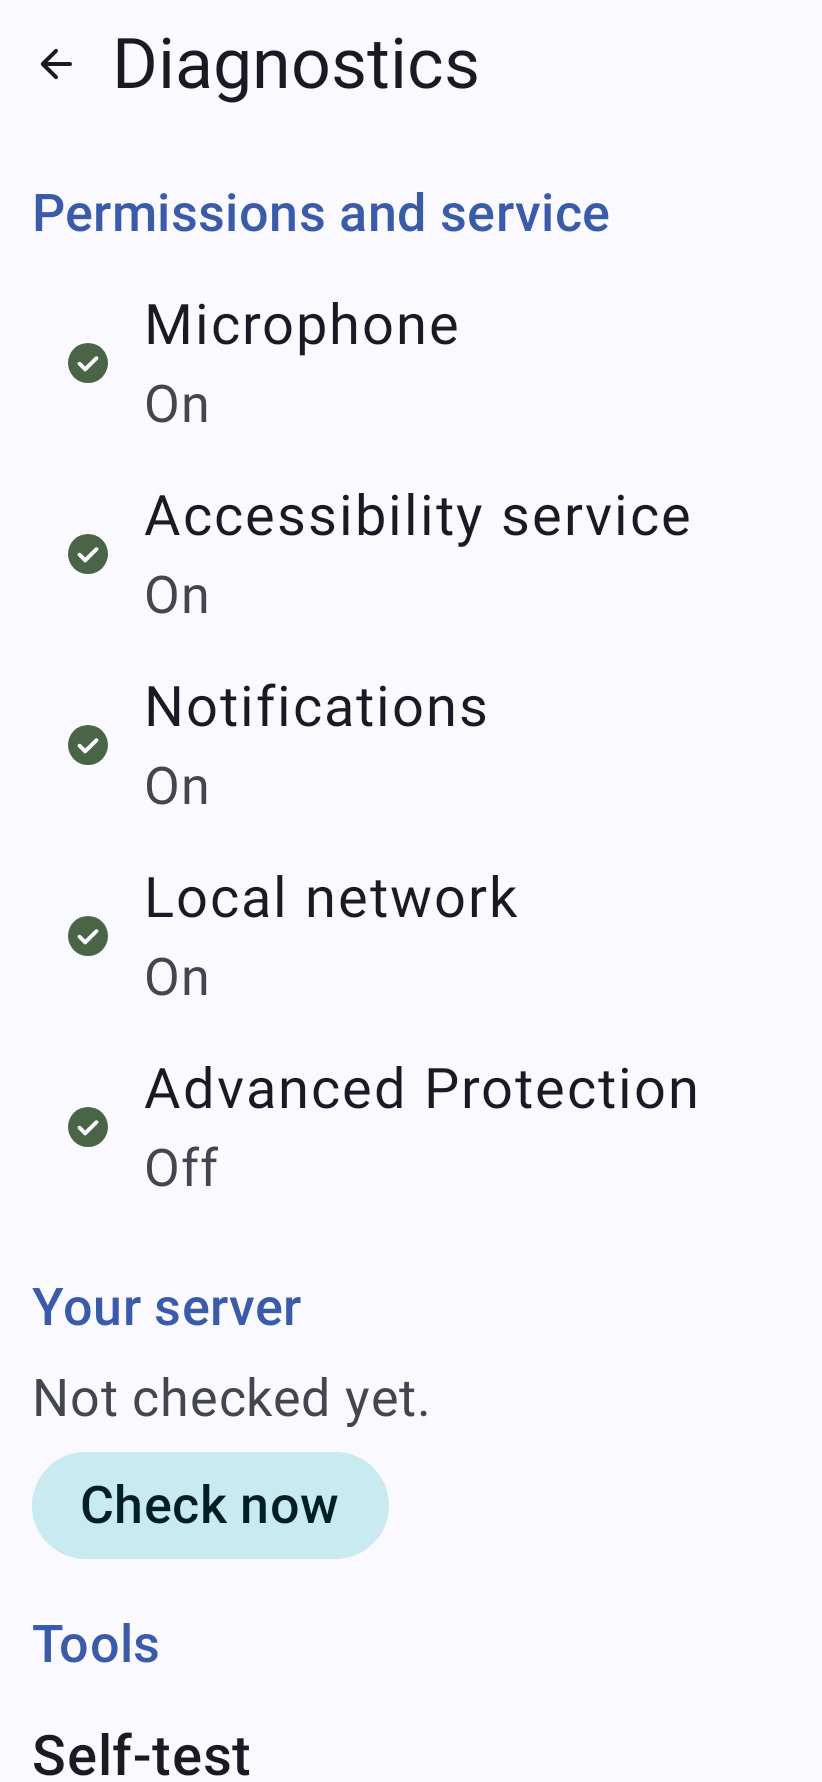 Diagnostics
Permissions and service
Microphone
On
Accessibility service
On
Notifications
On
Local network
On
Advanced Protection
Off
Your server
Not checked yet.
Check now
Tools
Self-test